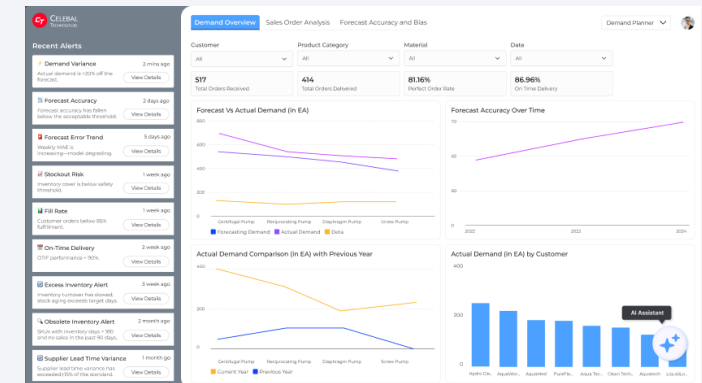 CELEBAL
TECHNOLOGIES
Recent Alerts
Demand Variance 2 mins ago
Actual demand is >20% off the forecast.
View Details
Forecast Accuracy 2 days ago
Forecast accuracy has fallen below the acceptable threshold.
View Details
Forecast Error Trend 5 days ago
Weekly MAE is increasing—model degrading.
View Details
Stockout Risk 1 week ago
Inventory cover is below safety threshold.
View Details
Fill Rate 1 week ago
Customer orders below 85% fulfillment.
View Details
On-Time Delivery 2 week ago
OTIF performance < 90%.
View Details
Excess Inventory Alert 3 week ago
Inventory turnover has slowed, stock aging exceeds target days.
View Details
Obsolete Inventory Alert 2 month ago
SKUs with inventory days > 180 and no sales in the past 90 days.
View Details
Supplier Lead Time Variance 1 month go
Supplier lead time variance has exceeded ±15% of the standard.
View Details
Demand Overview Sales Order Analysis Forecast Accuracy and Bias
Demand Planner
Customer Product Category Material Date
All All All All
517 414 81.16% 86.96%
Total Orders Received Total Orders Delivered Perfect Order Rate On Time Delivery
Forecast Vs Actual Demand (in EA)
800
600
400
200
0
Centrifugal Pump Reciprocating Pump Diaphragm Pump Screw Pump
Forecasting Demand Actual Demand Data
Forecast Accuracy Over Time
70
0
2022 2023 2024
Actual Demand Comparison (in EA) with Previous Year
400
200
0
Centrifugal Pump Reciprocating Pump Diaphragm Pump Screw Pump
Current Year Previous Year
Actual Demand (in EA) by Customer
400
200
0
AI Assistant